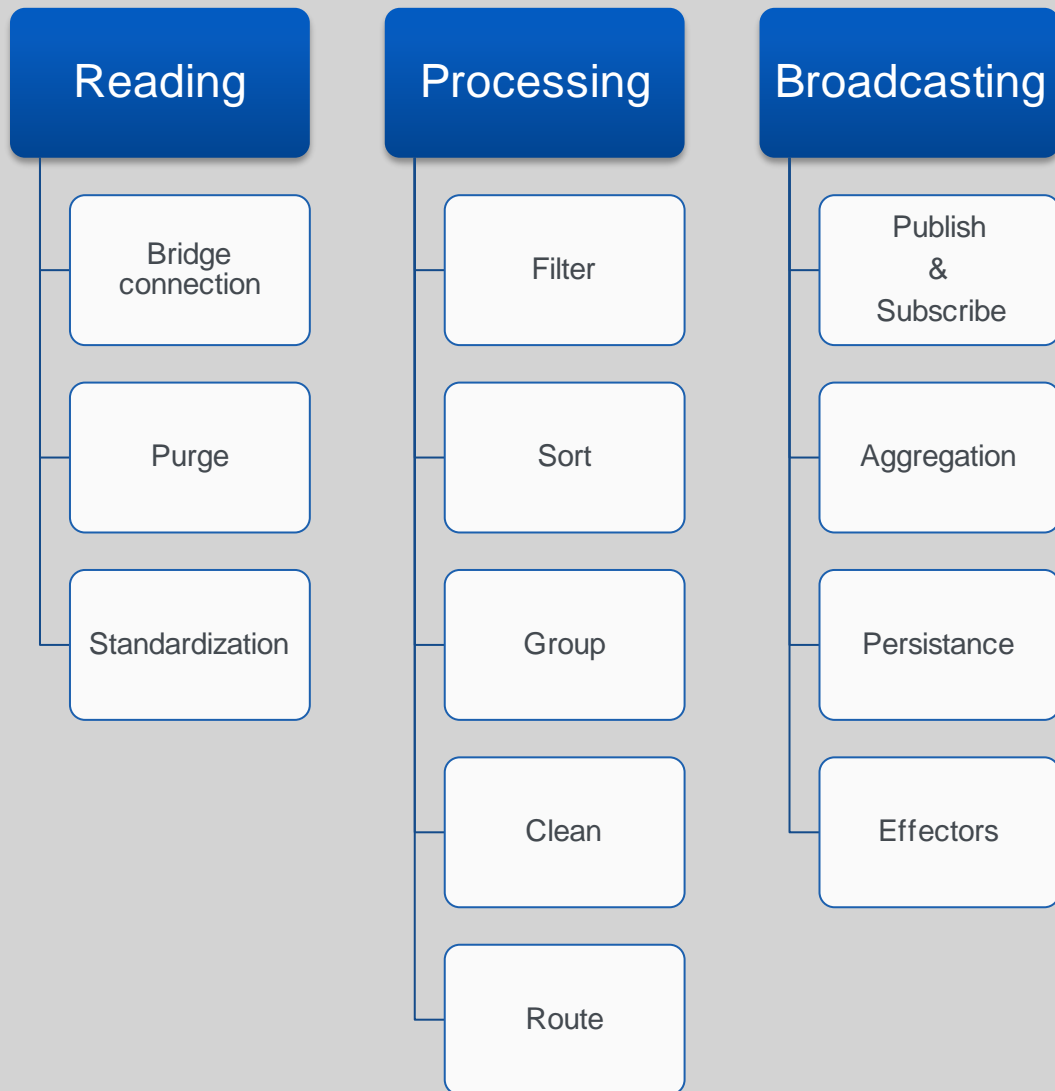 Reading
Bridge
connection
Purge
Standardization
Processing
Filter
Sort
Group
Clean
Route
Broadcasting
Publish
&
Subscribe
Aggregation
Persistance
Effectors